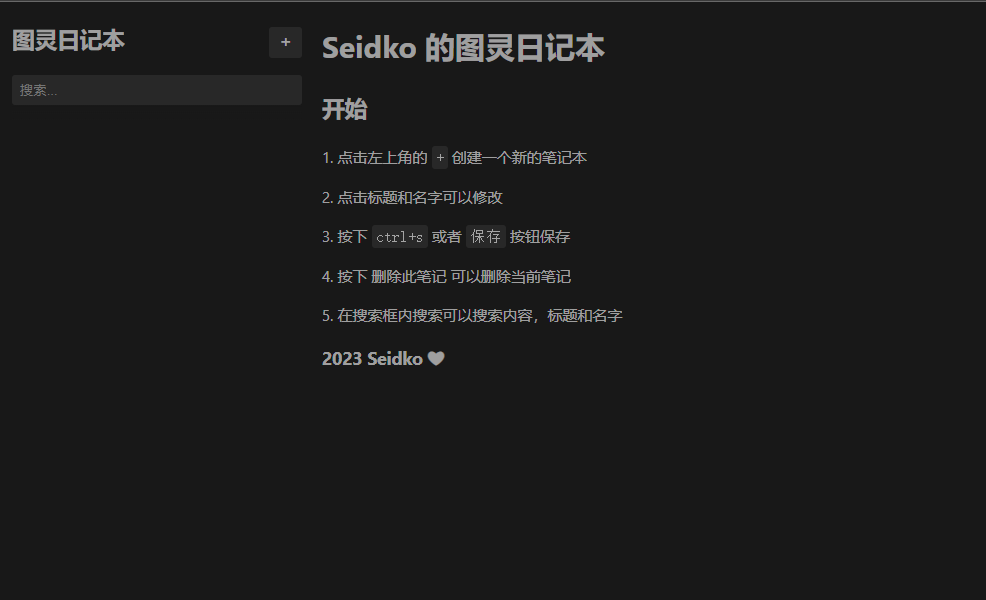 图灵日记本
+
搜索...
Seidko 的图灵日记本
开始
1. 点击左上角的 + 创建一个新的笔记本
2. 点击标题和名字可以修改
3. 按下 ctrl+s 或者 保存 按钮保存
4. 按下 删除此笔记 可以删除当前笔记
5. 在搜索框内搜索可以搜索内容，标题和名字
2023 Seidko ♥